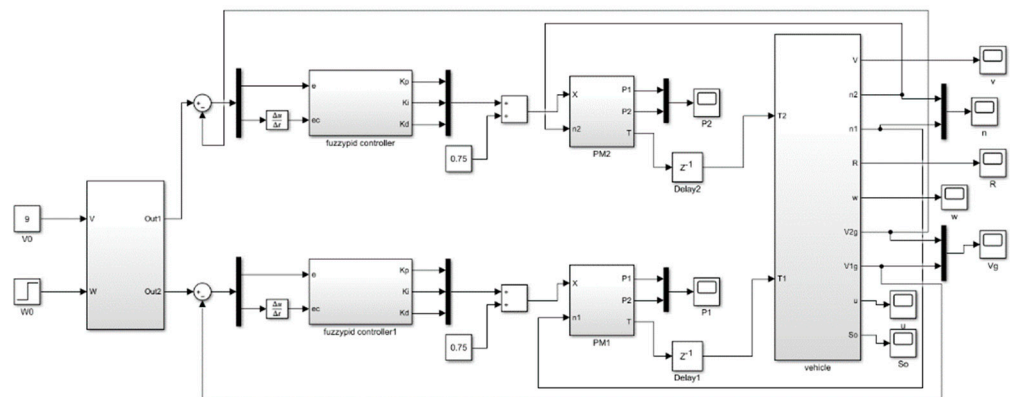 9
V0
W0
V
W
Out1
Out2
+
-
e
ec
Δu
Δt
Kp
Ki
Kd
fuzzypid controller
0.75
+
+
X
n2
P1
P2
T
PM2
P2
Z-1
Delay2
+
-
e
ec
Δu
Δt
Kp
Ki
Kd
fuzzypid controller1
0.75
+
+
X
n1
P1
P2
T
PM1
P1
Z-1
Delay1
T2
T1
V
n2
n1
R
w
V2g
V1g
u
So
vehicle
v
n
R
w
Vg
u
So